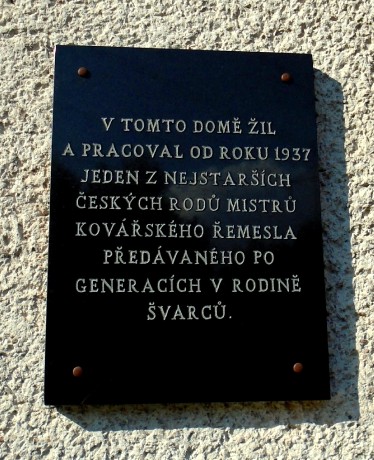 V TOMTO DOMĚ ŽIL
A PRACOVAL OD ROKU 1937
JEDEN Z NEJSTARŠÍCH
ČESKÝCH RODŮ MISTRŮ
KOVÁŘSKÉHO ŘEMESLA
PŘEDÁVANÉHO PO
GENERACÍCH V RODINĚ
ŠVARCŮ.